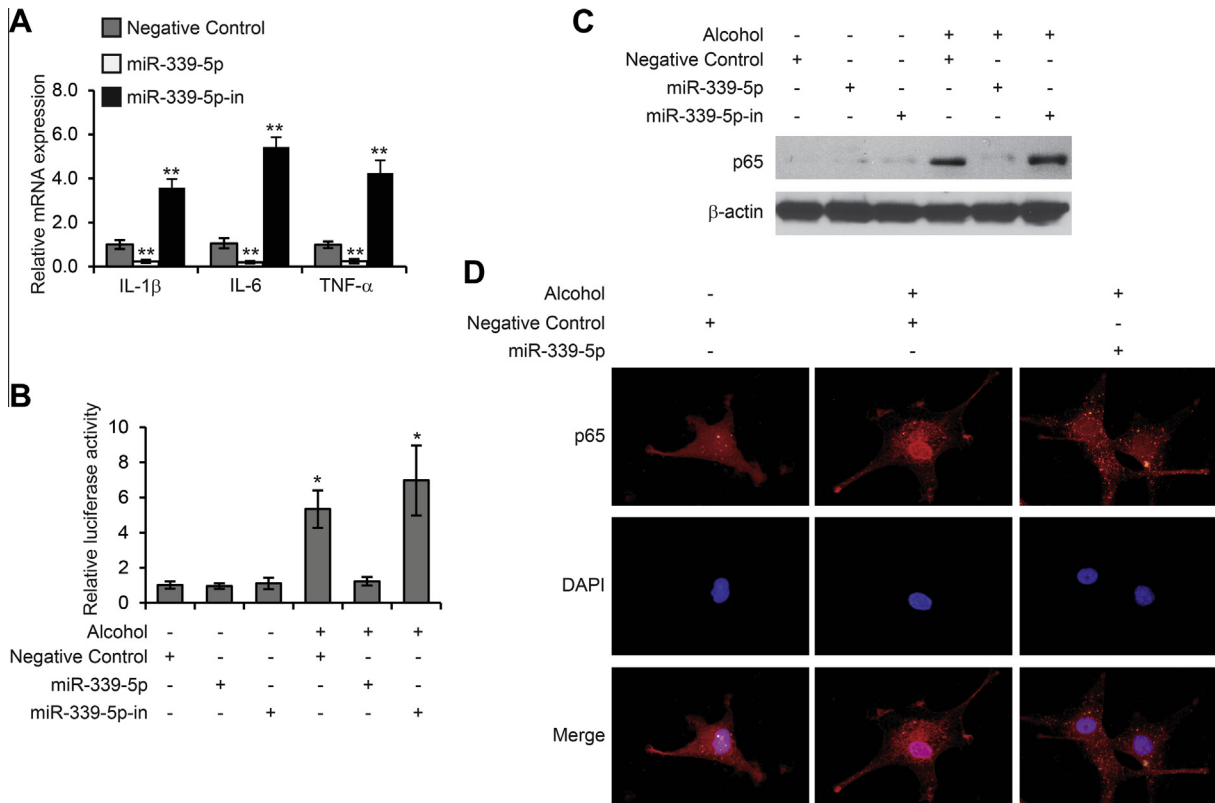 A
Negative Control
miR-339-5p
miR-339-5p-in
Relative mRNA expression
8.0
6.0
4.0
2.0
0.0
** ** ** ** ** **
IL-1β IL-6 TNF-α
B
Relative luciferase activity
10
8
6
4
2
0
* *
Alcohol - - - + + +
Negative Control + - - + - -
miR-339-5p - + - - + -
miR-339-5p-in - - + - - +
C
Alcohol - - - + + +
Negative Control + - - + - -
miR-339-5p - + - - + -
miR-339-5p-in - - + - - +
p65
β-actin
D
Alcohol - + +
Negative Control + + -
miR-339-5p - - +
p65
DAPI
Merge